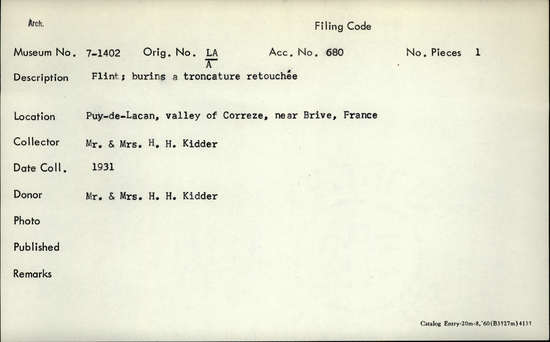 Arch.
Filing Code
Museum No. 7-1402 Orig. No. LA/A Acc. No. 680 No. Pieces 1
Description Flint; burins a troncature retouchée
Location Puy-de-Lacan, valley of Correze, near Brive, France
Collector Mr. & Mrs. H. H. Kidder
Date Coll. 1931
Donor Mr. & Mrs. H. H. Kidder
Photo
Published
Remarks
Catalog Entry-20m-8,'60(B3927m)4137